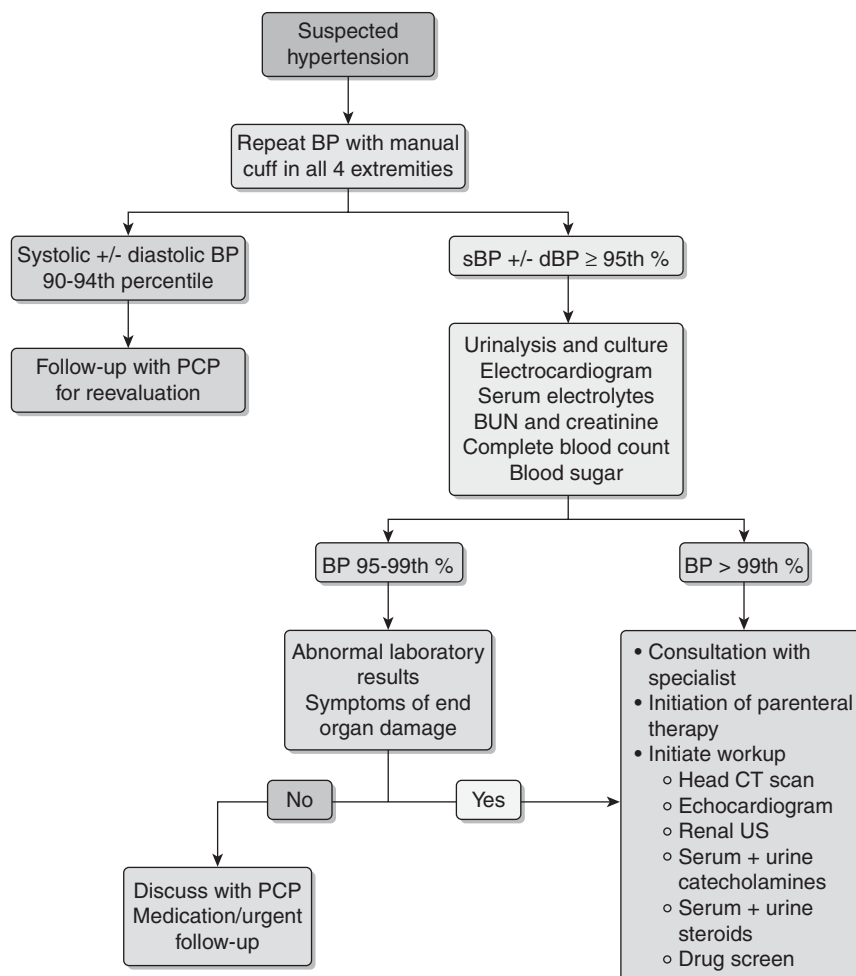 Suspected
hypertension
Repeat BP with manual
cuff in all 4 extremities
Systolic +/- diastolic BP
90-94th percentile
sBP +/- dBP ≥ 95th %
Follow-up with PCP
for reevaluation
Urinalysis and culture
Electrocardiogram
Serum electrolytes
BUN and creatinine
Complete blood count
Blood sugar
BP 95-99th %
BP > 99th %
Abnormal laboratory
results
Symptoms of end
organ damage
• Consultation with
specialist
• Initiation of parenteral
therapy
• Initiate workup
○ Head CT scan
○ Echocardiogram
○ Renal US
○ Serum + urine
catecholamines
○ Serum + urine
steroids
○ Drug screen
No
Yes
Discuss with PCP
Medication/urgent
follow-up